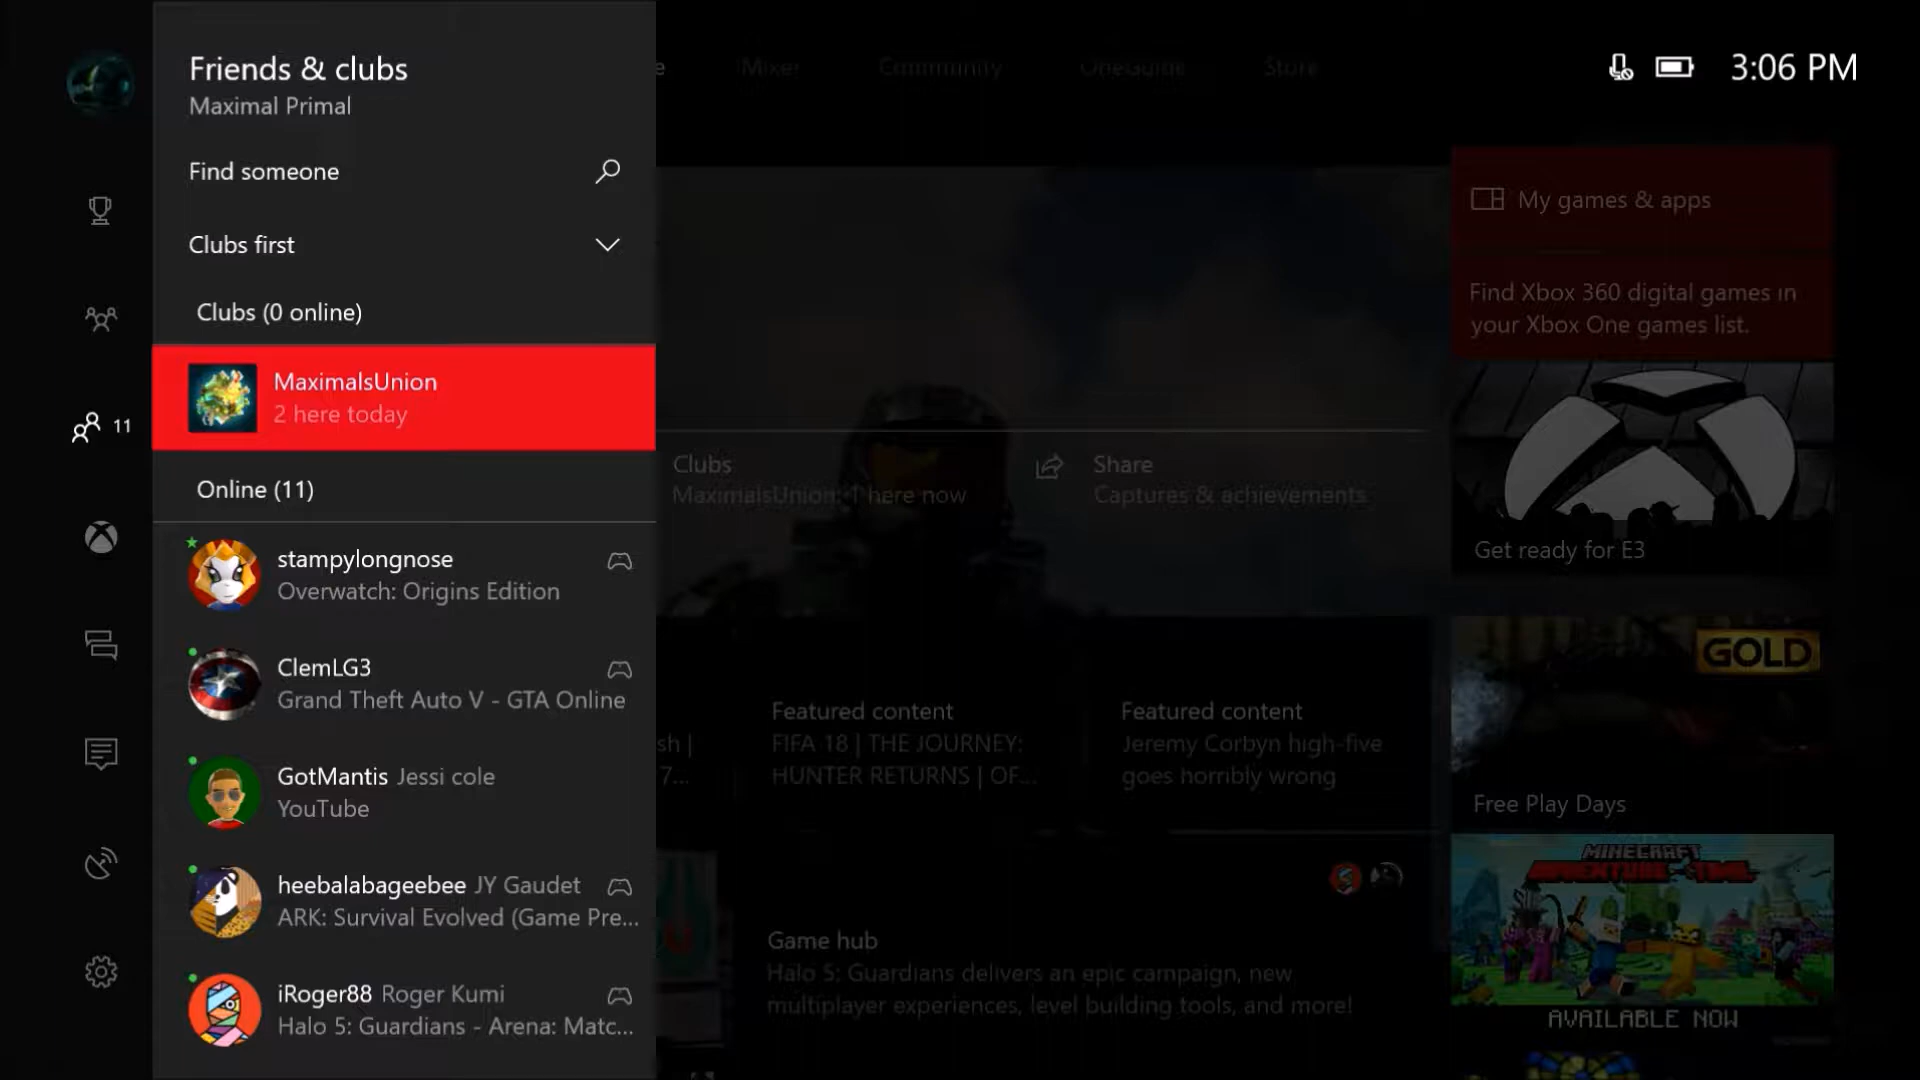 Friends & clubs
Maximal Primal
Find someone
Clubs first
Clubs (0 online)
MaximalsUnion
2 here today
11
Online (11)
stampylongnose
Overwatch: Origins Edition
ClemLG3
Grand Theft Auto V - GTA Online
GotMantis Jessi cole
YouTube
heebalabageebee JY Gaudet
ARK: Survival Evolved (Game Pre...
iRoger88 Roger Kumi
Halo 5: Guardians - Arena: Matc...
Mixer
Community
OneGuide
Store
3:06 PM
Clubs
MaximalsUnion: 1 here now
Share
Captures & achievements
Featured content
FIFA 18 | THE JOURNEY:
HUNTER RETURNS | OF...
Featured content
Jeremy Corbyn high-five
goes horribly wrong
Game hub
Halo 5: Guardians delivers an epic campaign, new
multiplayer experiences, level building tools, and more!
My games & apps
Find Xbox 360 digital games in
your Xbox One games list.
Get ready for E3
GOLD
Free Play Days
MINECRAFT
ADVENTURE TIME
AVAILABLE NOW